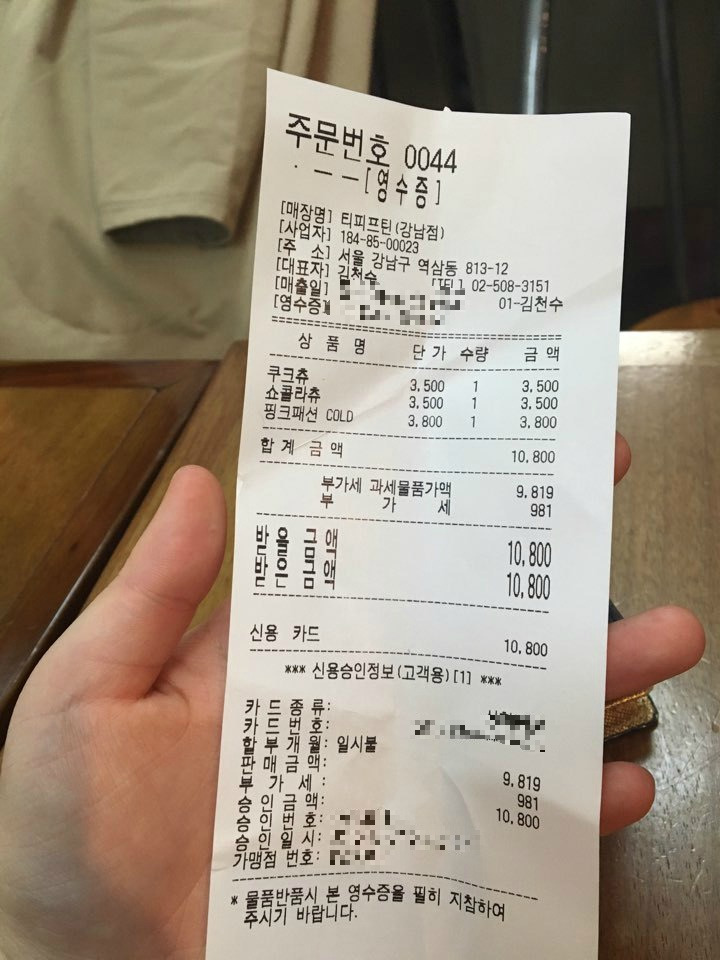 주문번호 0044
· ㅡㅡ[영수증]
[매장명] 티피프틴(강남점)
[사업자] 184-85-00023
[주 소] 서울 강남구 역삼동 813-12
[대표자] 김천수 [TEL] 02-508-3151
[매출일] 01-김천수
[영수증]
상 품 명 단 가 수량 금 액
쿠크츄 3,500 1 3,500
쇼콜라츄 3,500 1 3,500
핑크패션 COLD 3,800 1 3,800
합 계 금 액 10,800
부가세 과세물품가액 9,819
부 가 세 981
받을 금액 10,800
받은 금액 10,800
신용 카드 10,800
*** 신용승인정보(고객용)[1] ***
카 드 종 류:
카 드 번 호:
할 부 개 월: 일시불
판 매 금 액: 9,819
부 가 세 : 981
승 인 금 액: 10,800
승 인 번 호:
승 인 일 시:
가맹점 번호:
* 물품반품시 본 영수증을 필히 지참하여
주시기 바랍니다.